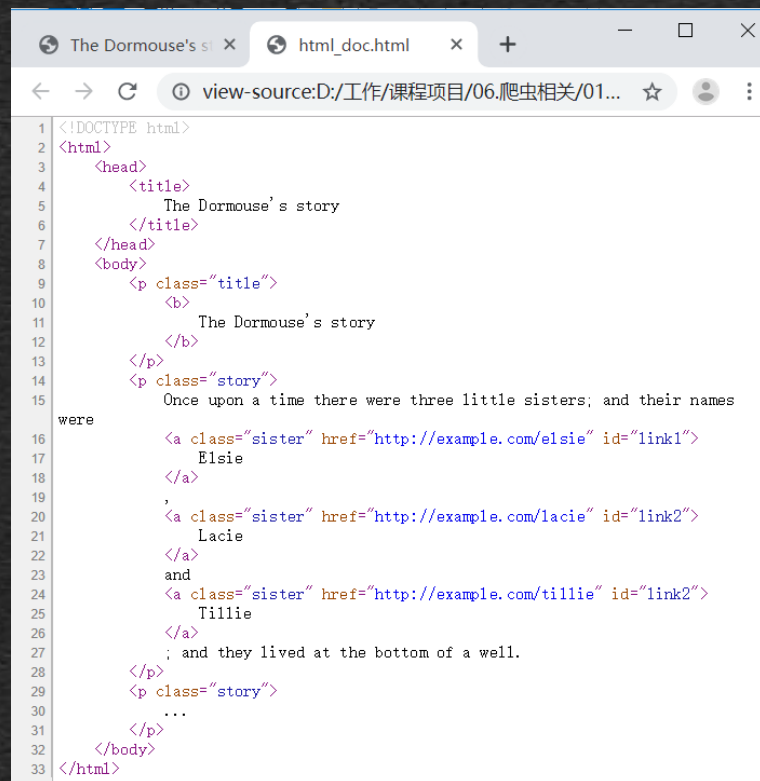 The Dormouse's s
html_doc.html
view-source:D:/工作/课程项目/06.爬虫相关/01...
1 <!DOCTYPE html>
2 <html>
3 <head>
4 <title>
5 The Dormouse's story
6 </title>
7 </head>
8 <body>
9 <p class="title">
10 <b>
11 The Dormouse's story
12 </b>
13 </p>
14 <p class="story">
15 Once upon a time there were three little sisters; and their names
were
16 <a class="sister" href="http://example.com/elsie" id="link1">
17 Elsie
18 </a>
19 ,
20 <a class="sister" href="http://example.com/lacie" id="link2">
21 Lacie
22 </a>
23 and
24 <a class="sister" href="http://example.com/tillie" id="link2">
25 Tillie
26 </a>
27 ; and they lived at the bottom of a well.
28 </p>
29 <p class="story">
30 ...
31 </p>
32 </body>
33 </html>